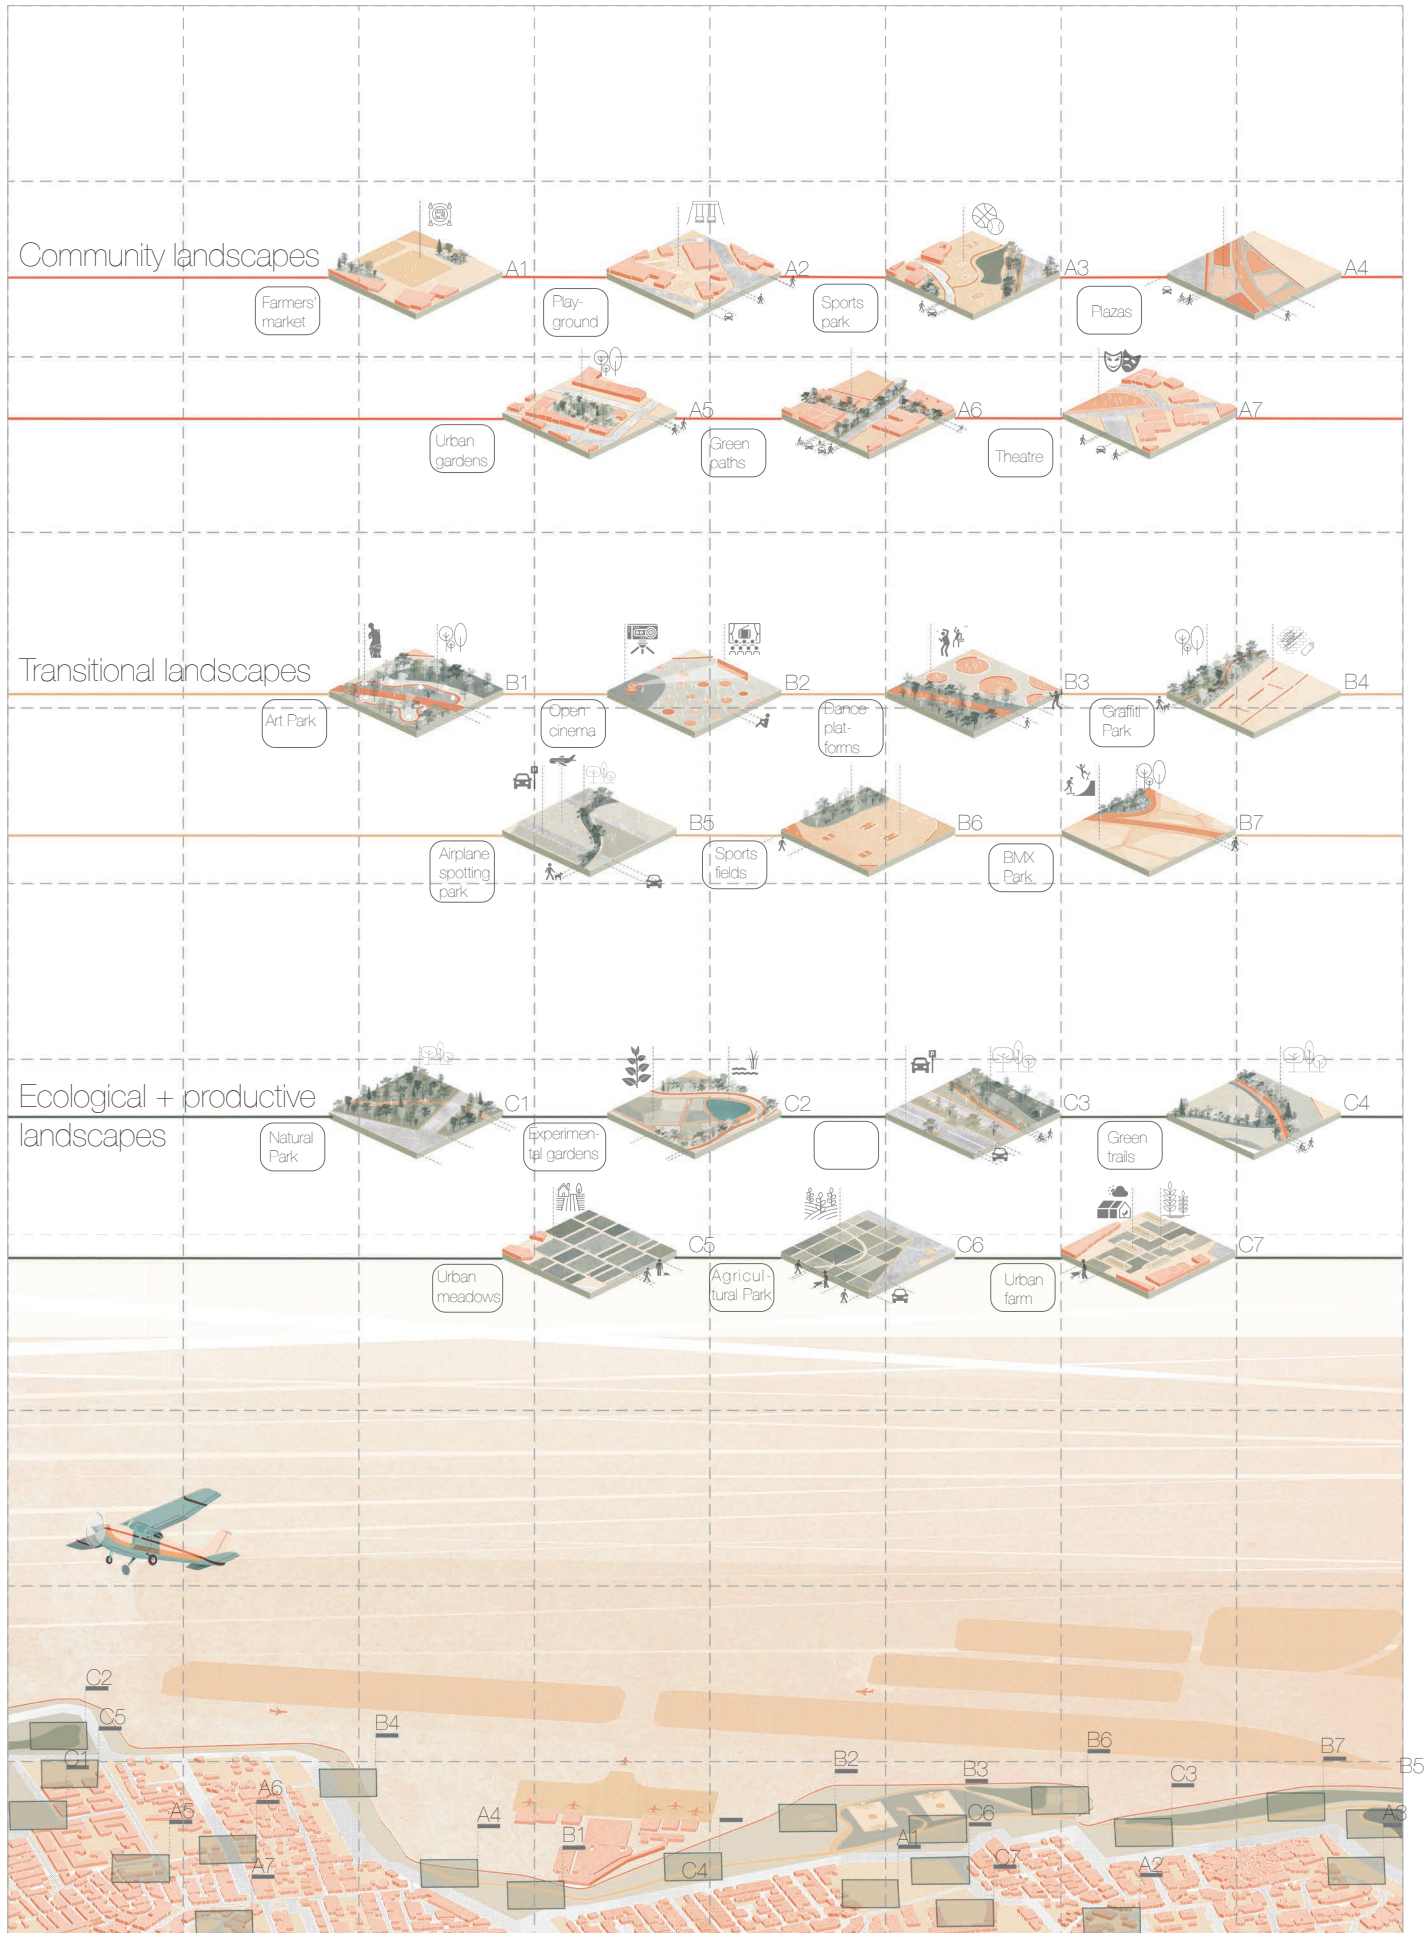 Community landscapes
A1
A2
A3
A4
Farmers'
market
Play-
ground
Sports
park
Plazas
A5
A6
A7
Urban
gardens
Green
paths
Theatre
Transitional landscapes
B1
B2
B3
B4
Art Park
Open
cinema
Dance
plat-
forms
Graffiti
Park
B5
B6
B7
Airplane
spotting
park
Sports
fields
BMX
Park
Ecological + productive
landscapes
C1
C2
C3
C4
Natural
Park
Experimen-
tal gardens
Green
trails
C5
C6
C7
Urban
meadows
Agricul-
tural Park
Urban
farm
C2
C5
B4
C1
A6
A5
A7
A4
B1
C4
B2
B3
C6
A1
C7
B6
C3
A2
B7
B5
A3